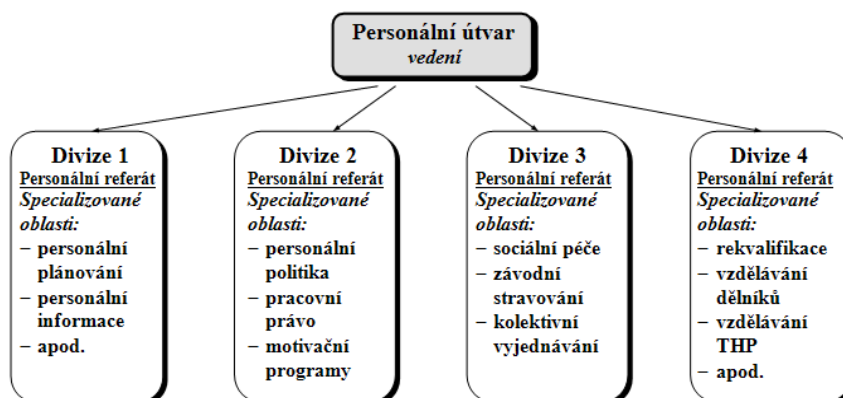 Personální útvar
vedení
Divize 1
Personální referát
Specializované
oblasti:
– personální
plánování
– personální
informace
– apod.
Divize 2
Personální referát
Specializované
oblasti:
– personální
politika
– pracovní
právo
– motivační
programy
Divize 3
Personální referát
Specializované
oblasti:
– sociální péče
– závodní
stravování
– kolektivní
vyjednávání
Divize 4
Personální referát
Specializované
oblasti:
– rekvalifikace
– vzdělávání
dělníků
– vzdělávání
THP
– apod.